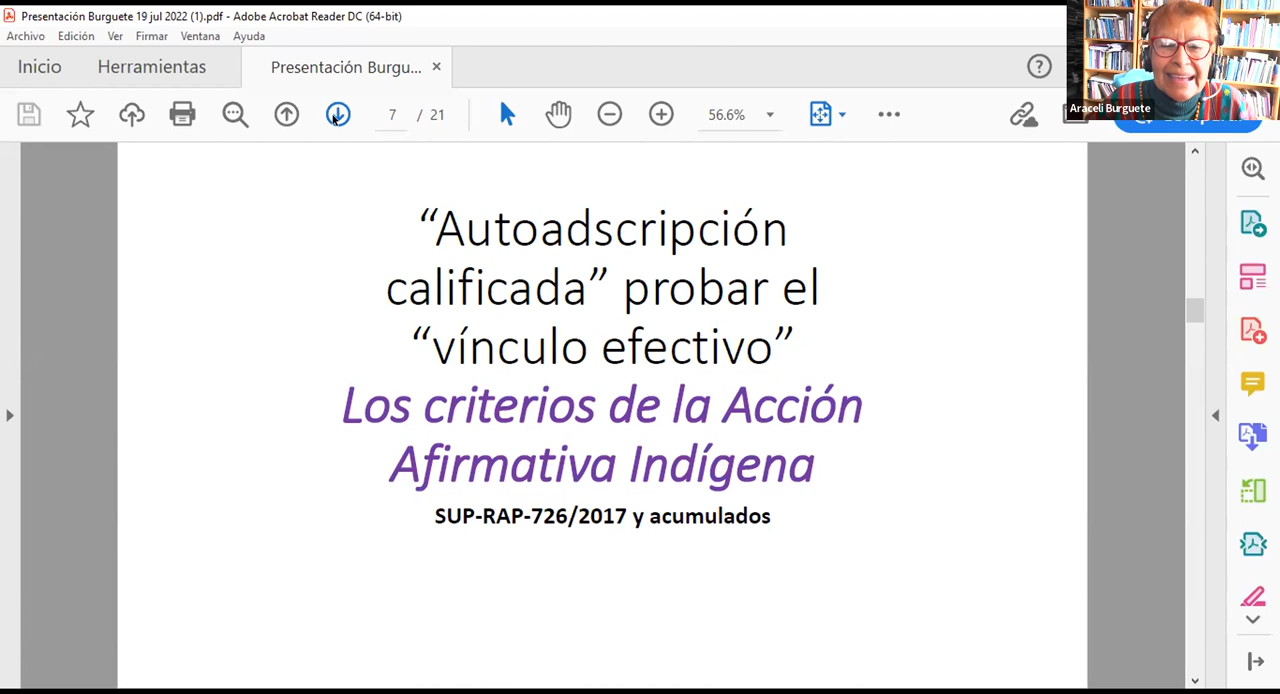 Presentación Burguete 19 jul 2022 (1).pdf - Adobe Acrobat Reader DC (64-bit)
Archivo Edición Ver Firmar Ventana Ayuda
Inicio Herramientas Presentación Burgu... ×
7 / 21 56.6%
Araceli Burguete
“Autoadscripción
calificada” probar el
“vínculo efectivo”
Los criterios de la Acción
Afirmativa Indígena
SUP-RAP-726/2017 y acumulados